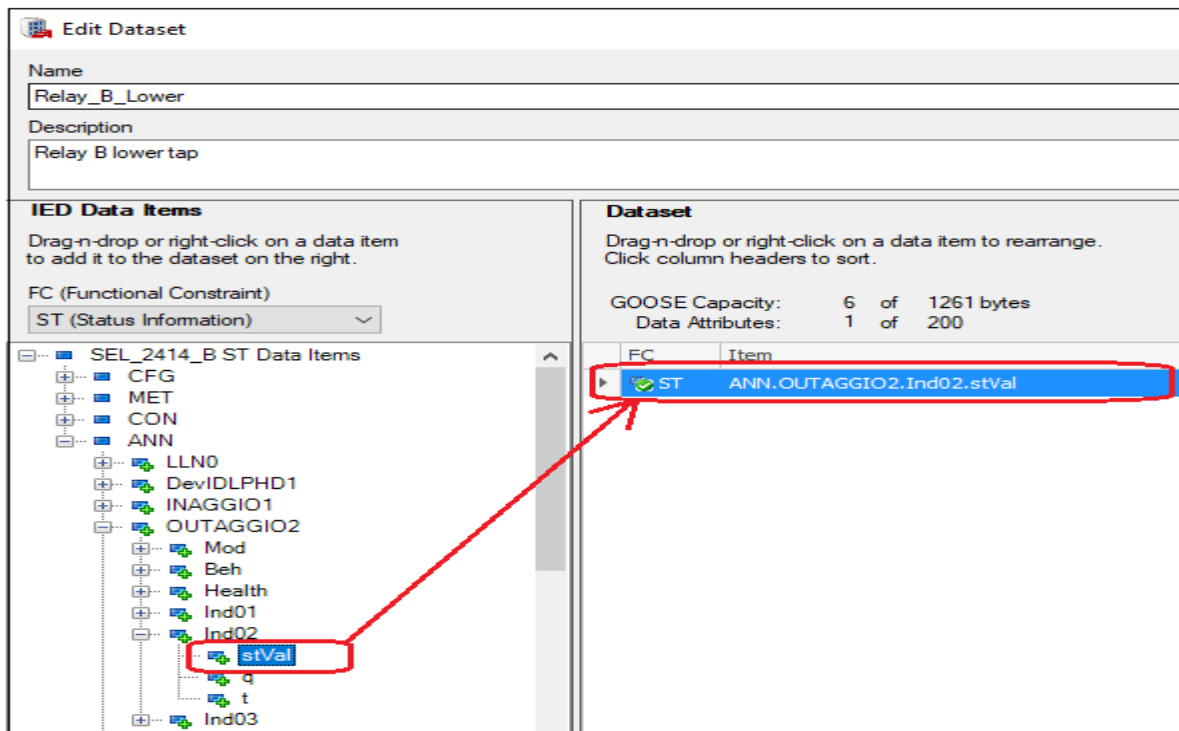 Edit Dataset
Name
Relay_B_Lower
Description
Relay B lower tap
IED Data Items
Drag-n-drop or right-click on a data item
to add it to the dataset on the right.
FC (Functional Constraint)
ST (Status Information)
SEL_2414_B ST Data Items
CFG
MET
CON
ANN
LLN0
DevIDLPHD1
INAGGIO1
OUTAGGIO2
Mod
Beh
Health
Ind01
Ind02
stVal
q
t
Ind03
Dataset
Drag-n-drop or right-click on a data item to rearrange.
Click column headers to sort.
GOOSE Capacity: 6 of 1261 bytes
Data Attributes: 1 of 200
FC Item
ST ANN.OUTAGGIO2.Ind02.stVal